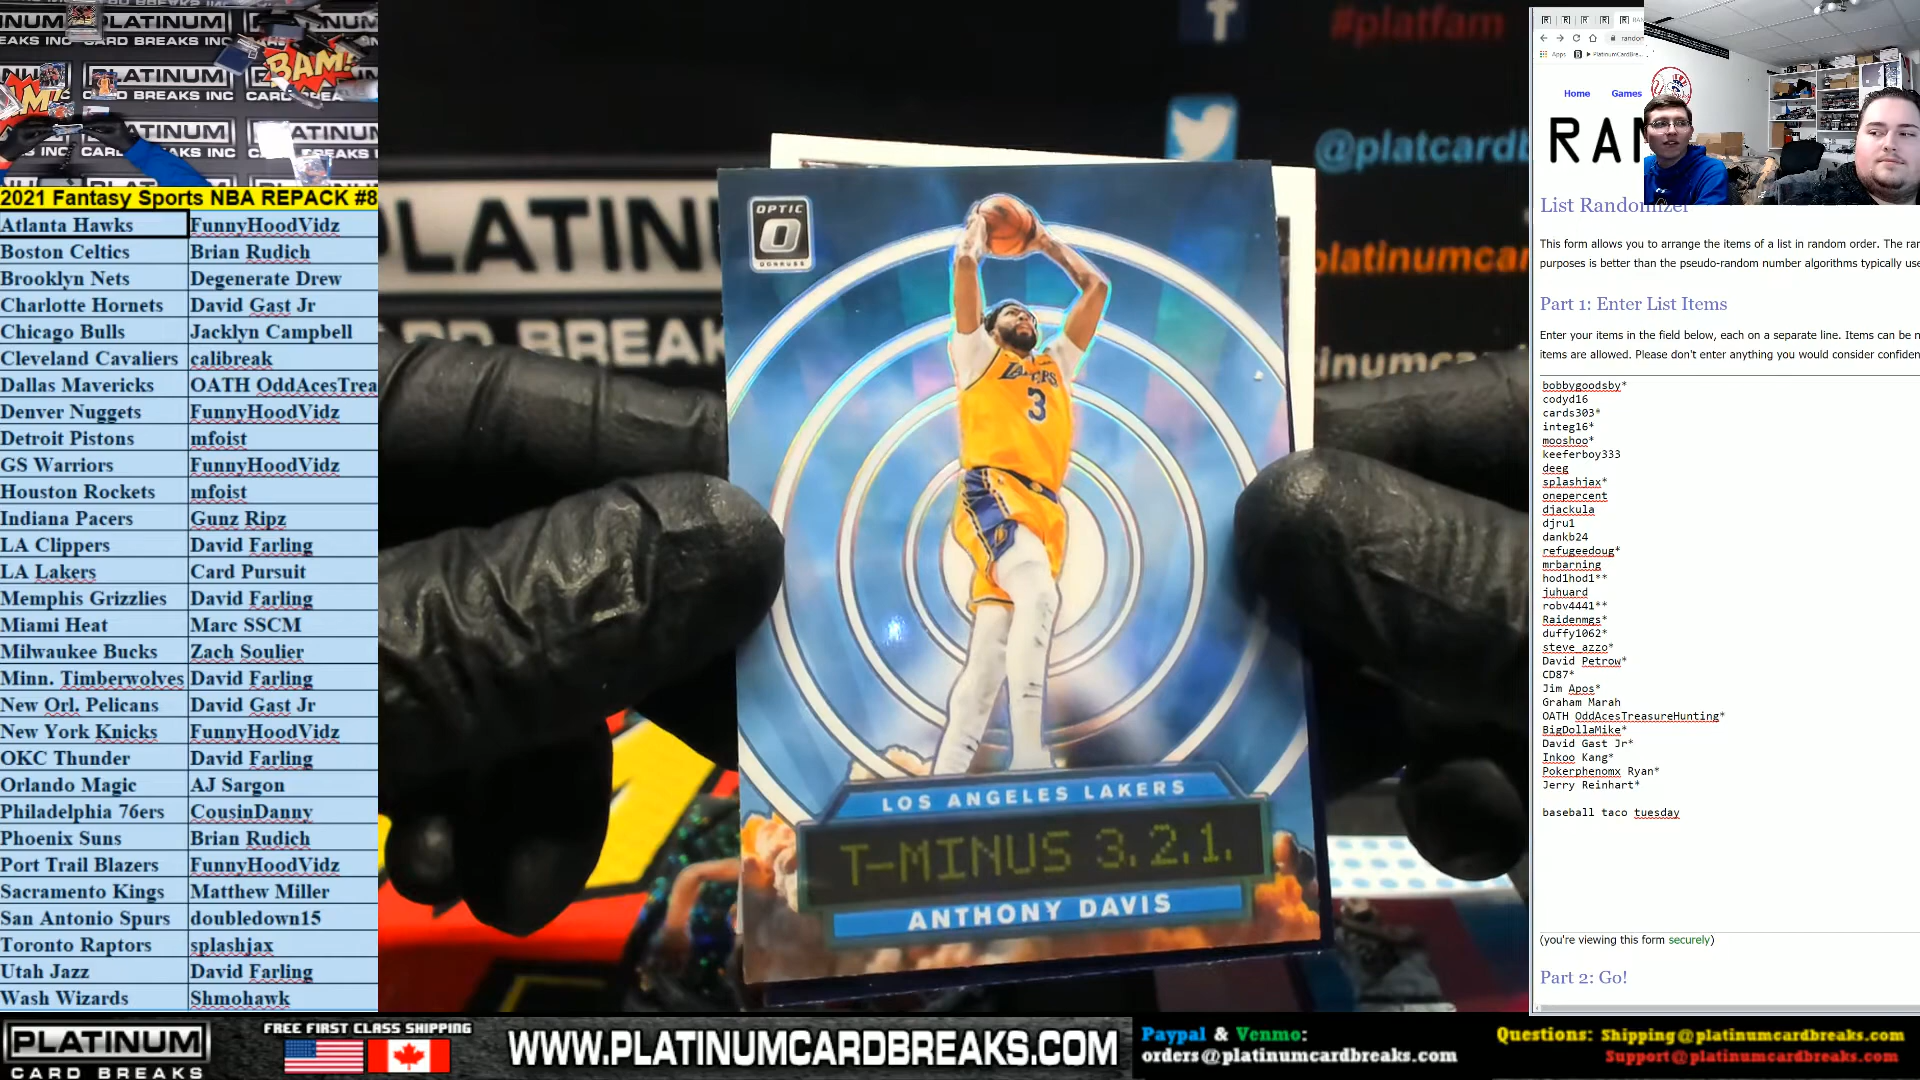 2021 Fantasy Sports NBA REPACK #8
Atlanta Hawks FunnyHoodVidz
Boston Celtics Brian Rudich
Brooklyn Nets Degenerate Drew
Charlotte Hornets David Gast Jr
Chicago Bulls Jacklyn Campbell
Cleveland Cavaliers calibreak
Dallas Mavericks OATH OddAcesTrea
Denver Nuggets FunnyHoodVidz
Detroit Pistons mfoist
GS Warriors FunnyHoodVidz
Houston Rockets mfoist
Indiana Pacers Gunz Ripz
LA Clippers David Farling
LA Lakers Card Pursuit
Memphis Grizzlies David Farling
Miami Heat Marc SSCM
Milwaukee Bucks Zach Soulier
Minn. Timberwolves David Farling
New Orl. Pelicans David Gast Jr
New York Knicks FunnyHoodVidz
OKC Thunder David Farling
Orlando Magic AJ Sargon
Philadelphia 76ers CousinDanny
Phoenix Suns Brian Rudich
Port Trail Blazers FunnyHoodVidz
Sacramento Kings Matthew Miller
San Antonio Spurs doubledown15
Toronto Raptors splashjax
Utah Jazz David Farling
Wash Wizards Shmohawk
PLATINUM
CARD BREAKS INC
BAM!
#platfam
@platcardb
platinumcar
OPTIC
DONRUSS
LAKERS
3
LOS ANGELES LAKERS
T-MINUS 3.2.1.
ANTHONY DAVIS
Apps PlatinumCardBre
Home Games
RAN
List Randomizer
This form allows you to arrange the items of a list in random order. The ran
purposes is better than the pseudo-random number algorithms typically use
Part 1: Enter List Items
Enter your items in the field below, each on a separate line. Items can be n
items are allowed. Please don't enter anything you would consider confiden
bobbygoodsby*
codyd16
cards303*
integ16*
mooshoo*
keeferboy333
deeg
splashjax*
onepercent
djackula
djru1
dankb24
refugeedoug*
mrbarning
hod1hod1**
juhuard
robv4441**
Raidenmgs*
duffy1062*
steve_azzo*
David Petrow*
CD87*
Jim Apos*
Graham Marah
OATH OddAcesTreasureHunting*
BigDollaMike*
David Gast Jr*
Inkoo Kang*
Pokerphenomx Ryan*
Jerry Reinhart*
baseball taco tuesday
(you're viewing this form securely)
Part 2: Go!
PLATINUM
CARD BREAKS
FREE FIRST CLASS SHIPPING
WWW.PLATINUMCARDBREAKS.COM
Paypal & Venmo:
orders@platinumcardbreaks.com
Questions: Shipping@platinumcardbreaks.com
Support@platinumcardbreaks.com